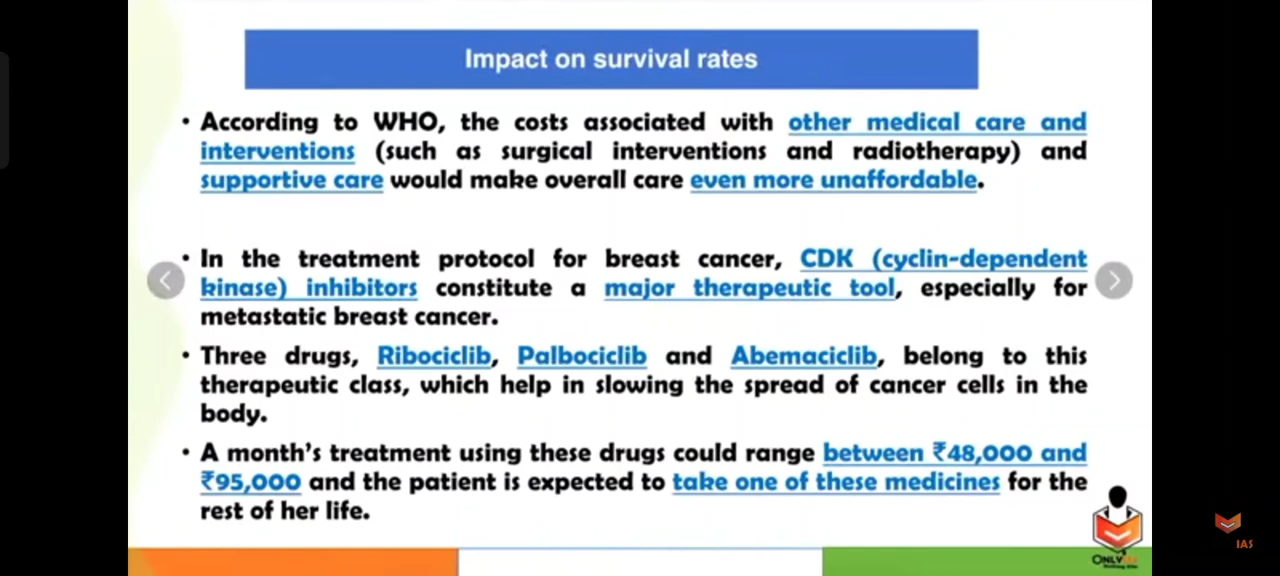 Impact on survival rates
• According to WHO, the costs associated with other medical care and
interventions (such as surgical interventions and radiotherapy) and
supportive care would make overall care even more unaffordable.
• In the treatment protocol for breast cancer, CDK (cyclin-dependent
kinase) inhibitors constitute a major therapeutic tool, especially for
metastatic breast cancer.
• Three drugs, Ribociclib, Palbociclib and Abemaciclib, belong to this
therapeutic class, which help in slowing the spread of cancer cells in the
body.
• A month's treatment using these drugs could range between ₹48,000 and
₹95,000 and the patient is expected to take one of these medicines for the
rest of her life.
ONLY IAS
IAS